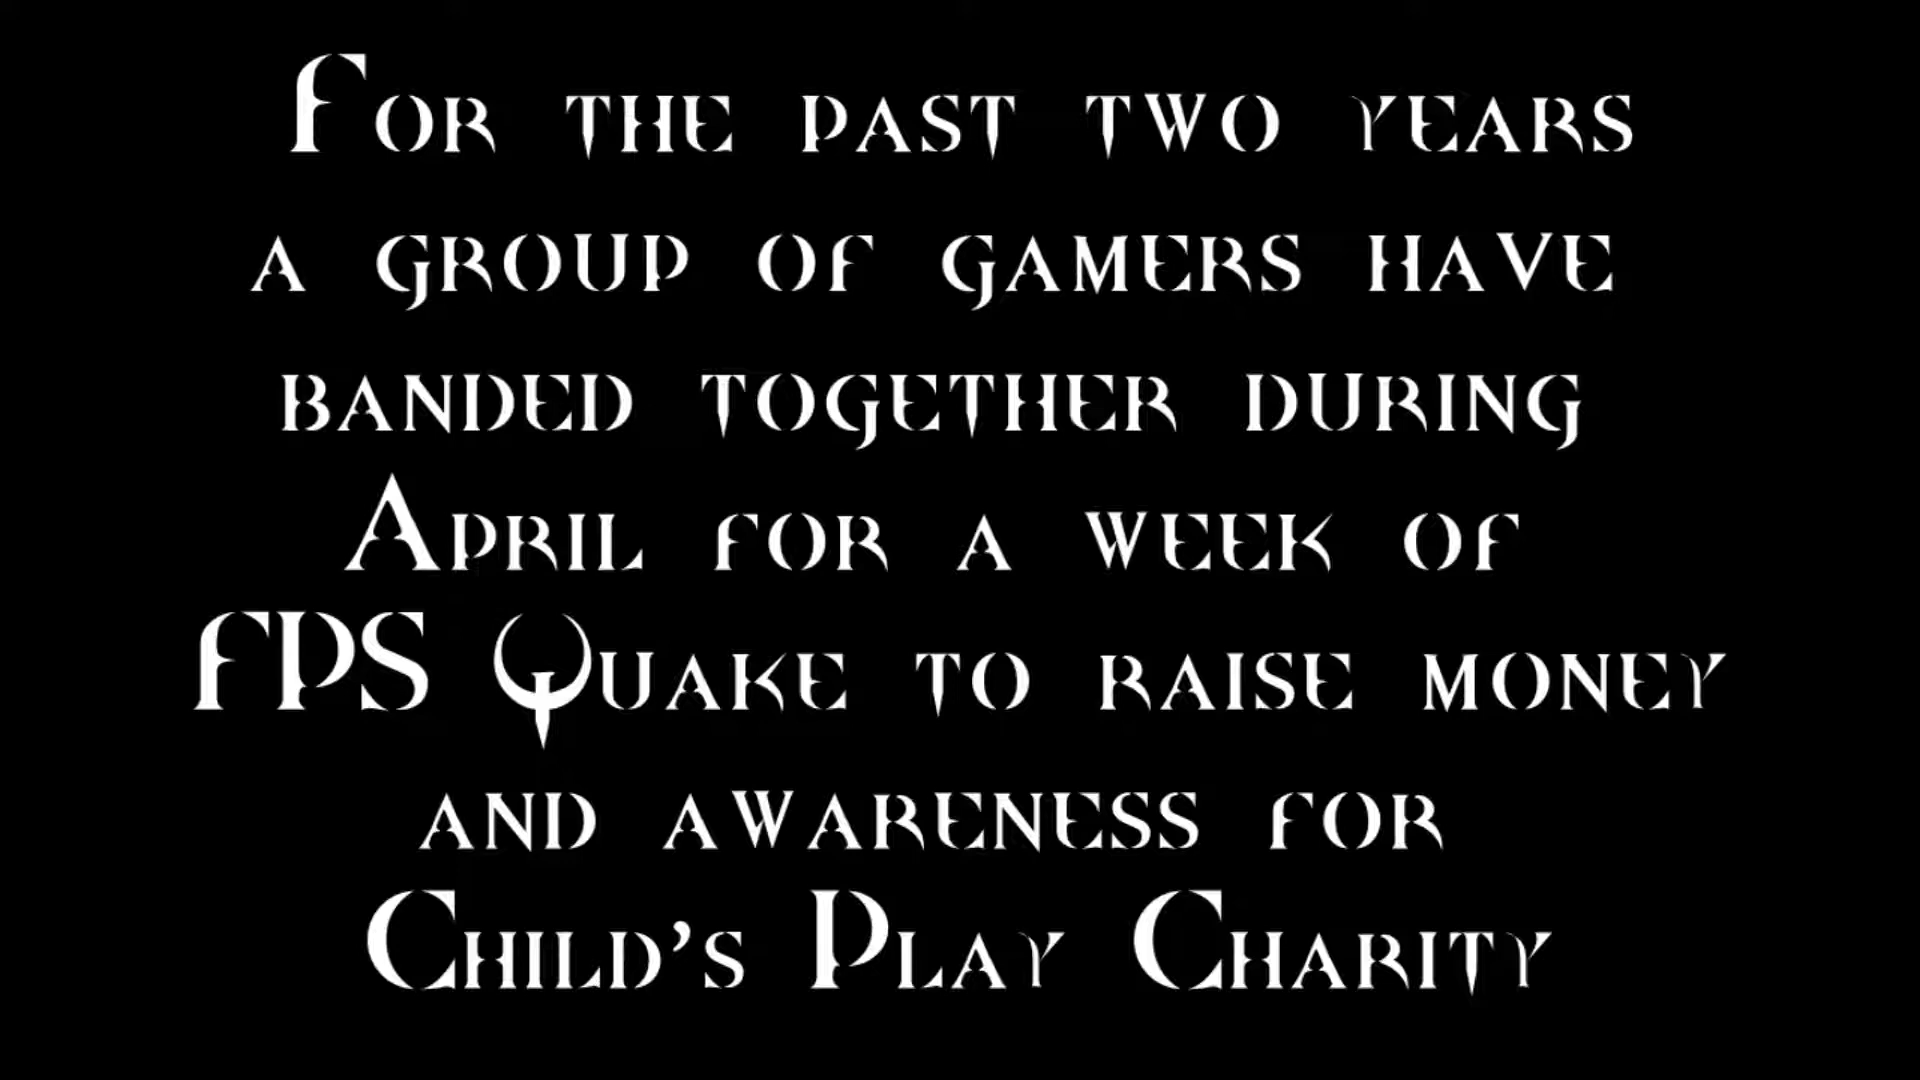 For the past two years
a group of gamers have
banded together during
April for a week of
FPS Quake to raise money
and awareness for
Child's Play Charity